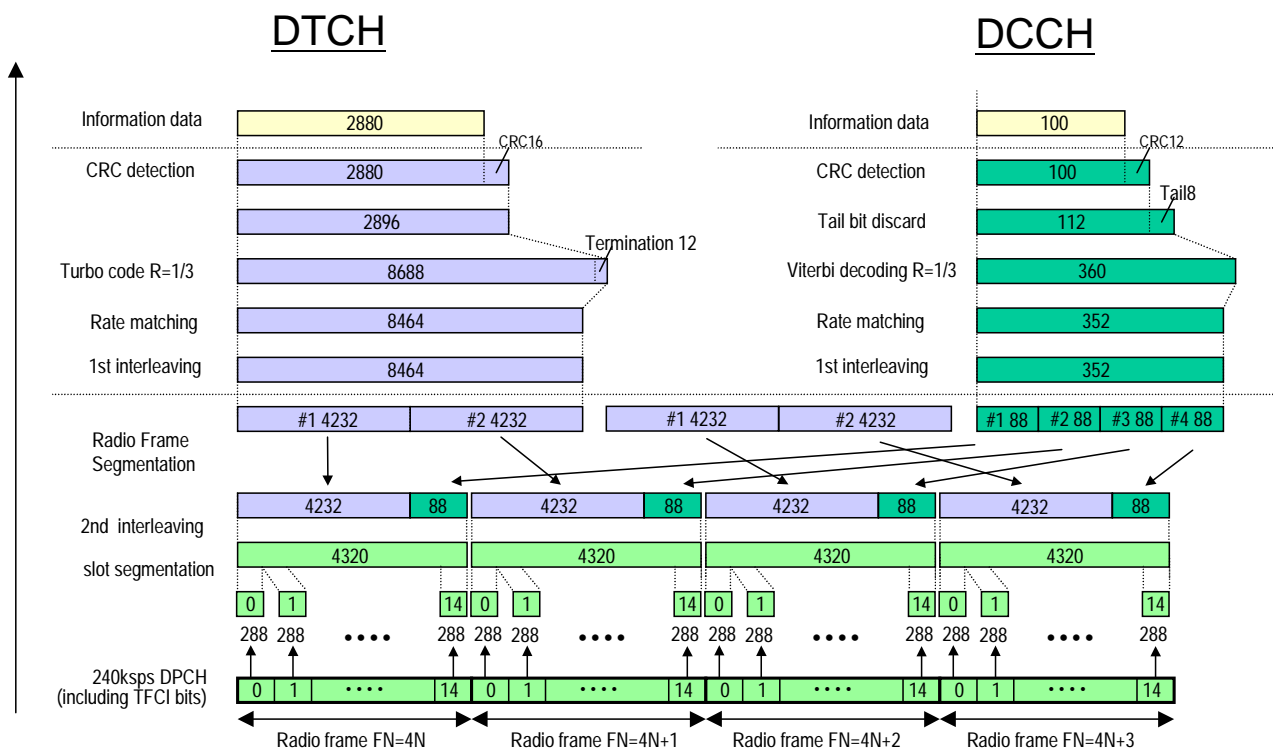 DTCH DCCH
Information data 2880 Information data 100
CRC16 CRC12
CRC detection 2880 CRC detection 100
Tail8
2896 Tail bit discard 112
Termination 12
Turbo code R=1/3 8688 Viterbi decoding R=1/3 360
Rate matching 8464 Rate matching 352
1st interleaving 8464 1st interleaving 352
#1 4232 #2 4232 #1 4232 #2 4232 #1 88 #2 88 #3 88 #4 88
Radio Frame
Segmentation
4232 88 4232 88 4232 88 4232 88
2nd interleaving
4320 4320 4320 4320
slot segmentation
0 1 14 0 1 14 0 1 14 0 1 14
288 288 •••• 288 288 288 •••• 288 288 288 •••• 288 288 288 •••• 288
240ksps DPCH
(including TFCI bits)
0 1 •••• 14 0 1 •••• 14 0 1 •••• 14 0 1 •••• 14
Radio frame FN=4N Radio frame FN=4N+1 Radio frame FN=4N+2 Radio frame FN=4N+3